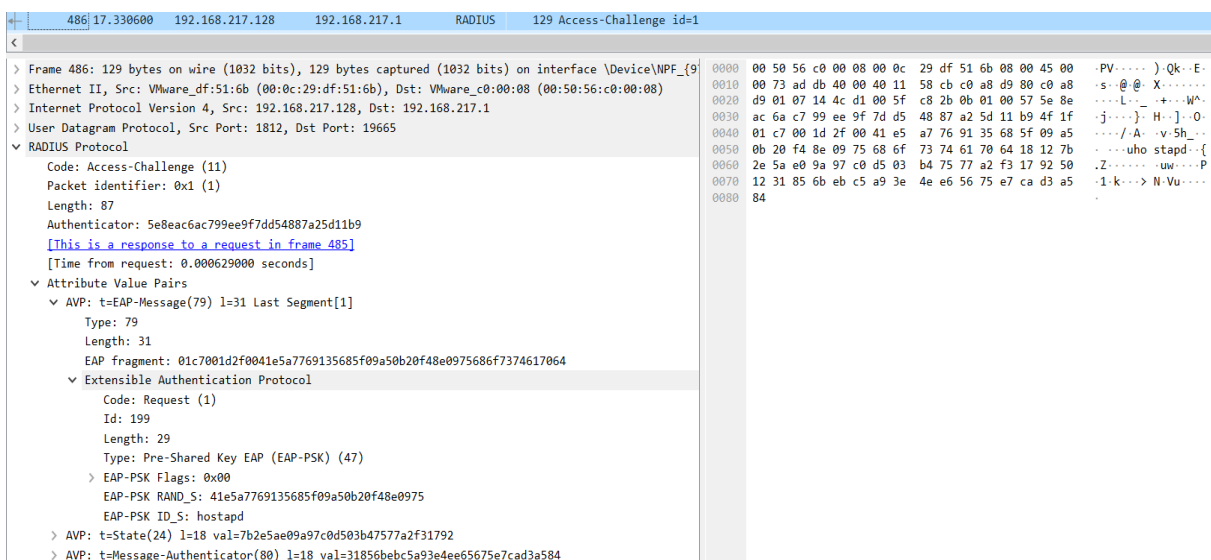 486 17.330600 192.168.217.128 192.168.217.1 RADIUS 129 Access-Challenge id=1
Frame 486: 129 bytes on wire (1032 bits), 129 bytes captured (1032 bits) on interface \Device\NPF_{9
Ethernet II, Src: VMware_df:51:6b (00:0c:29:df:51:6b), Dst: VMware_c0:00:08 (00:50:56:c0:00:08)
Internet Protocol Version 4, Src: 192.168.217.128, Dst: 192.168.217.1
User Datagram Protocol, Src Port: 1812, Dst Port: 19665
RADIUS Protocol
Code: Access-Challenge (11)
Packet identifier: 0x1 (1)
Length: 87
Authenticator: 5e8eac6ac799ee9f7dd54887a25d11b9
[This is a response to a request in frame 485]
[Time from request: 0.000629000 seconds]
Attribute Value Pairs
AVP: t=EAP-Message(79) l=31 Last Segment[1]
Type: 79
Length: 31
EAP fragment: 01c7001d2f0041e5a7769135685f09a50b20f48e0975686f7374617064
Extensible Authentication Protocol
Code: Request (1)
Id: 199
Length: 29
Type: Pre-Shared Key EAP (EAP-PSK) (47)
EAP-PSK Flags: 0x00
EAP-PSK RAND_S: 41e5a7769135685f09a50b20f48e0975
EAP-PSK ID_S: hostapd
AVP: t=State(24) l=18 val=7b2e5ae09a97c0d503b47577a2f31792
AVP: t=Message-Authenticator(80) l=18 val=31856bebc5a93e4ee65675e7cad3a584
0000 00 50 56 c0 00 08 00 0c 29 df 51 6b 08 00 45 00 ·PV····· )·Qk··E·
0010 00 73 ad db 40 00 40 11 58 cb c0 a8 d9 80 c0 a8 ·s··@·@· X·······
0020 d9 01 07 14 4c d1 00 5f c8 2b 0b 01 00 57 5e 8e ····L··_ ·+···W^·
0030 ac 6a c7 99 ee 9f 7d d5 48 87 a2 5d 11 b9 4f 1f ·j····}· H··]··O·
0040 01 c7 00 1d 2f 00 41 e5 a7 76 91 35 68 5f 09 a5 ····/·A· ·v·5h_··
0050 0b 20 f4 8e 09 75 68 6f 73 74 61 70 64 18 12 7b · ···uho stapd··{
0060 2e 5a e0 9a 97 c0 d5 03 b4 75 77 a2 f3 17 92 50 .Z······ ·uw····P
0070 12 31 85 6b eb c5 a9 3e 4e e6 56 75 e7 ca d3 a5 ·1·k···> N·Vu····
0080 84 ·